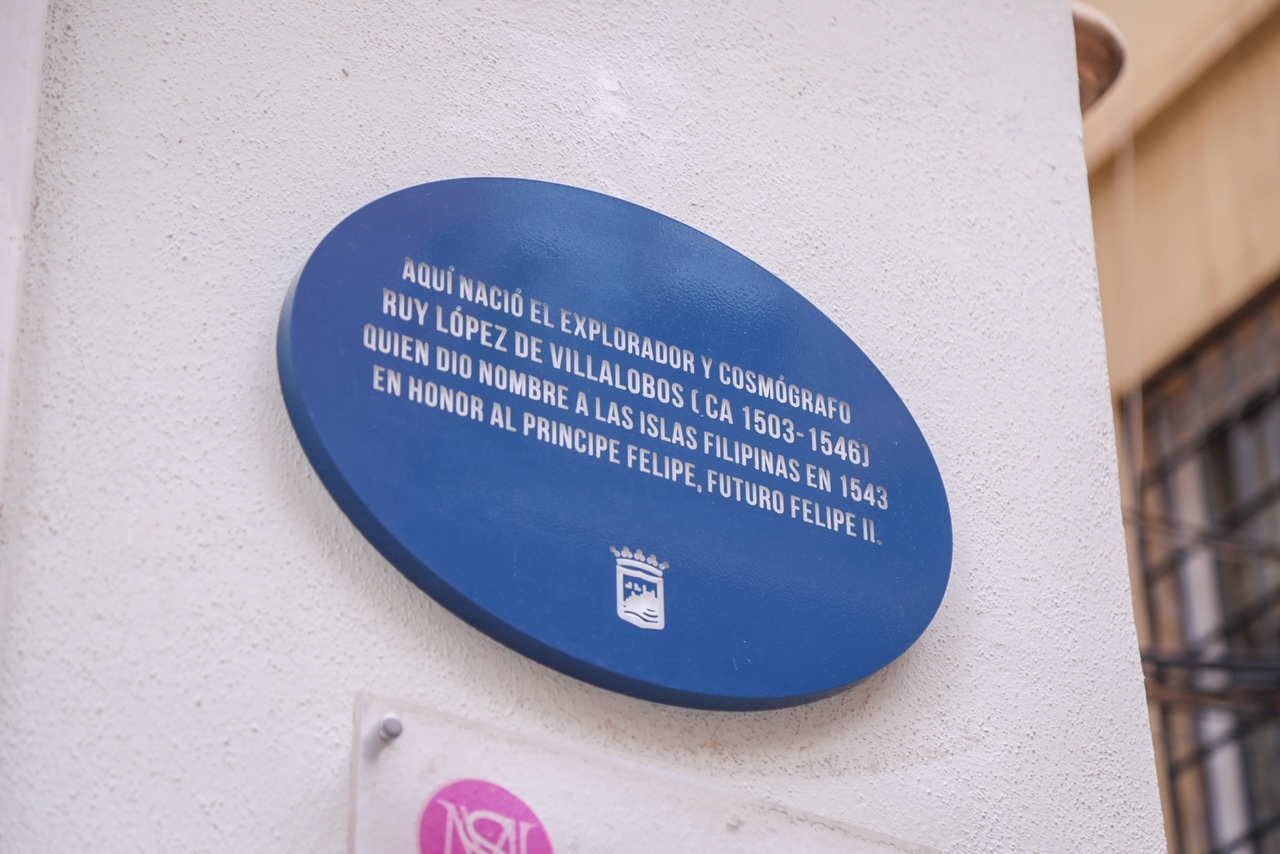 AQUÍ NACIÓ EL EXPLORADOR Y COSMÓGRAFO
RUY LÓPEZ DE VILLALOBOS (.CA 1503-1546)
QUIEN DIO NOMBRE A LAS ISLAS FILIPINAS EN 1543
EN HONOR AL PRINCIPE FELIPE, FUTURO FELIPE II.